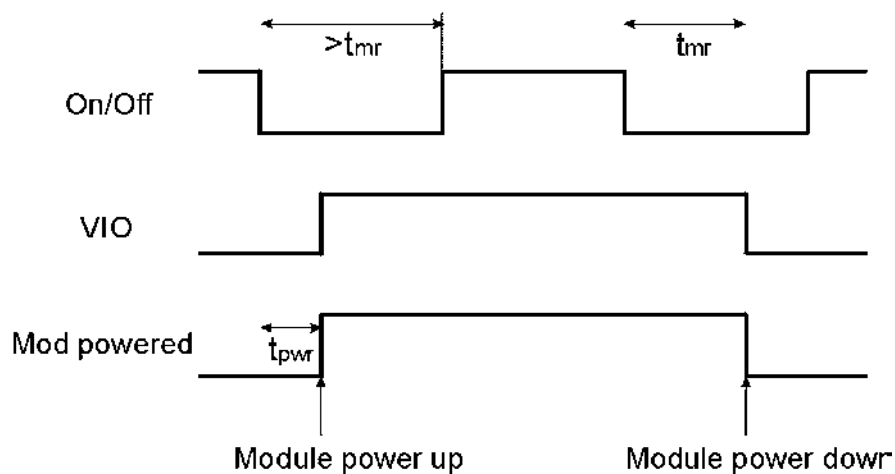 >tmr
tmr
On/Off
VIO
Mod powered
tpwr
Module power up
Module power down